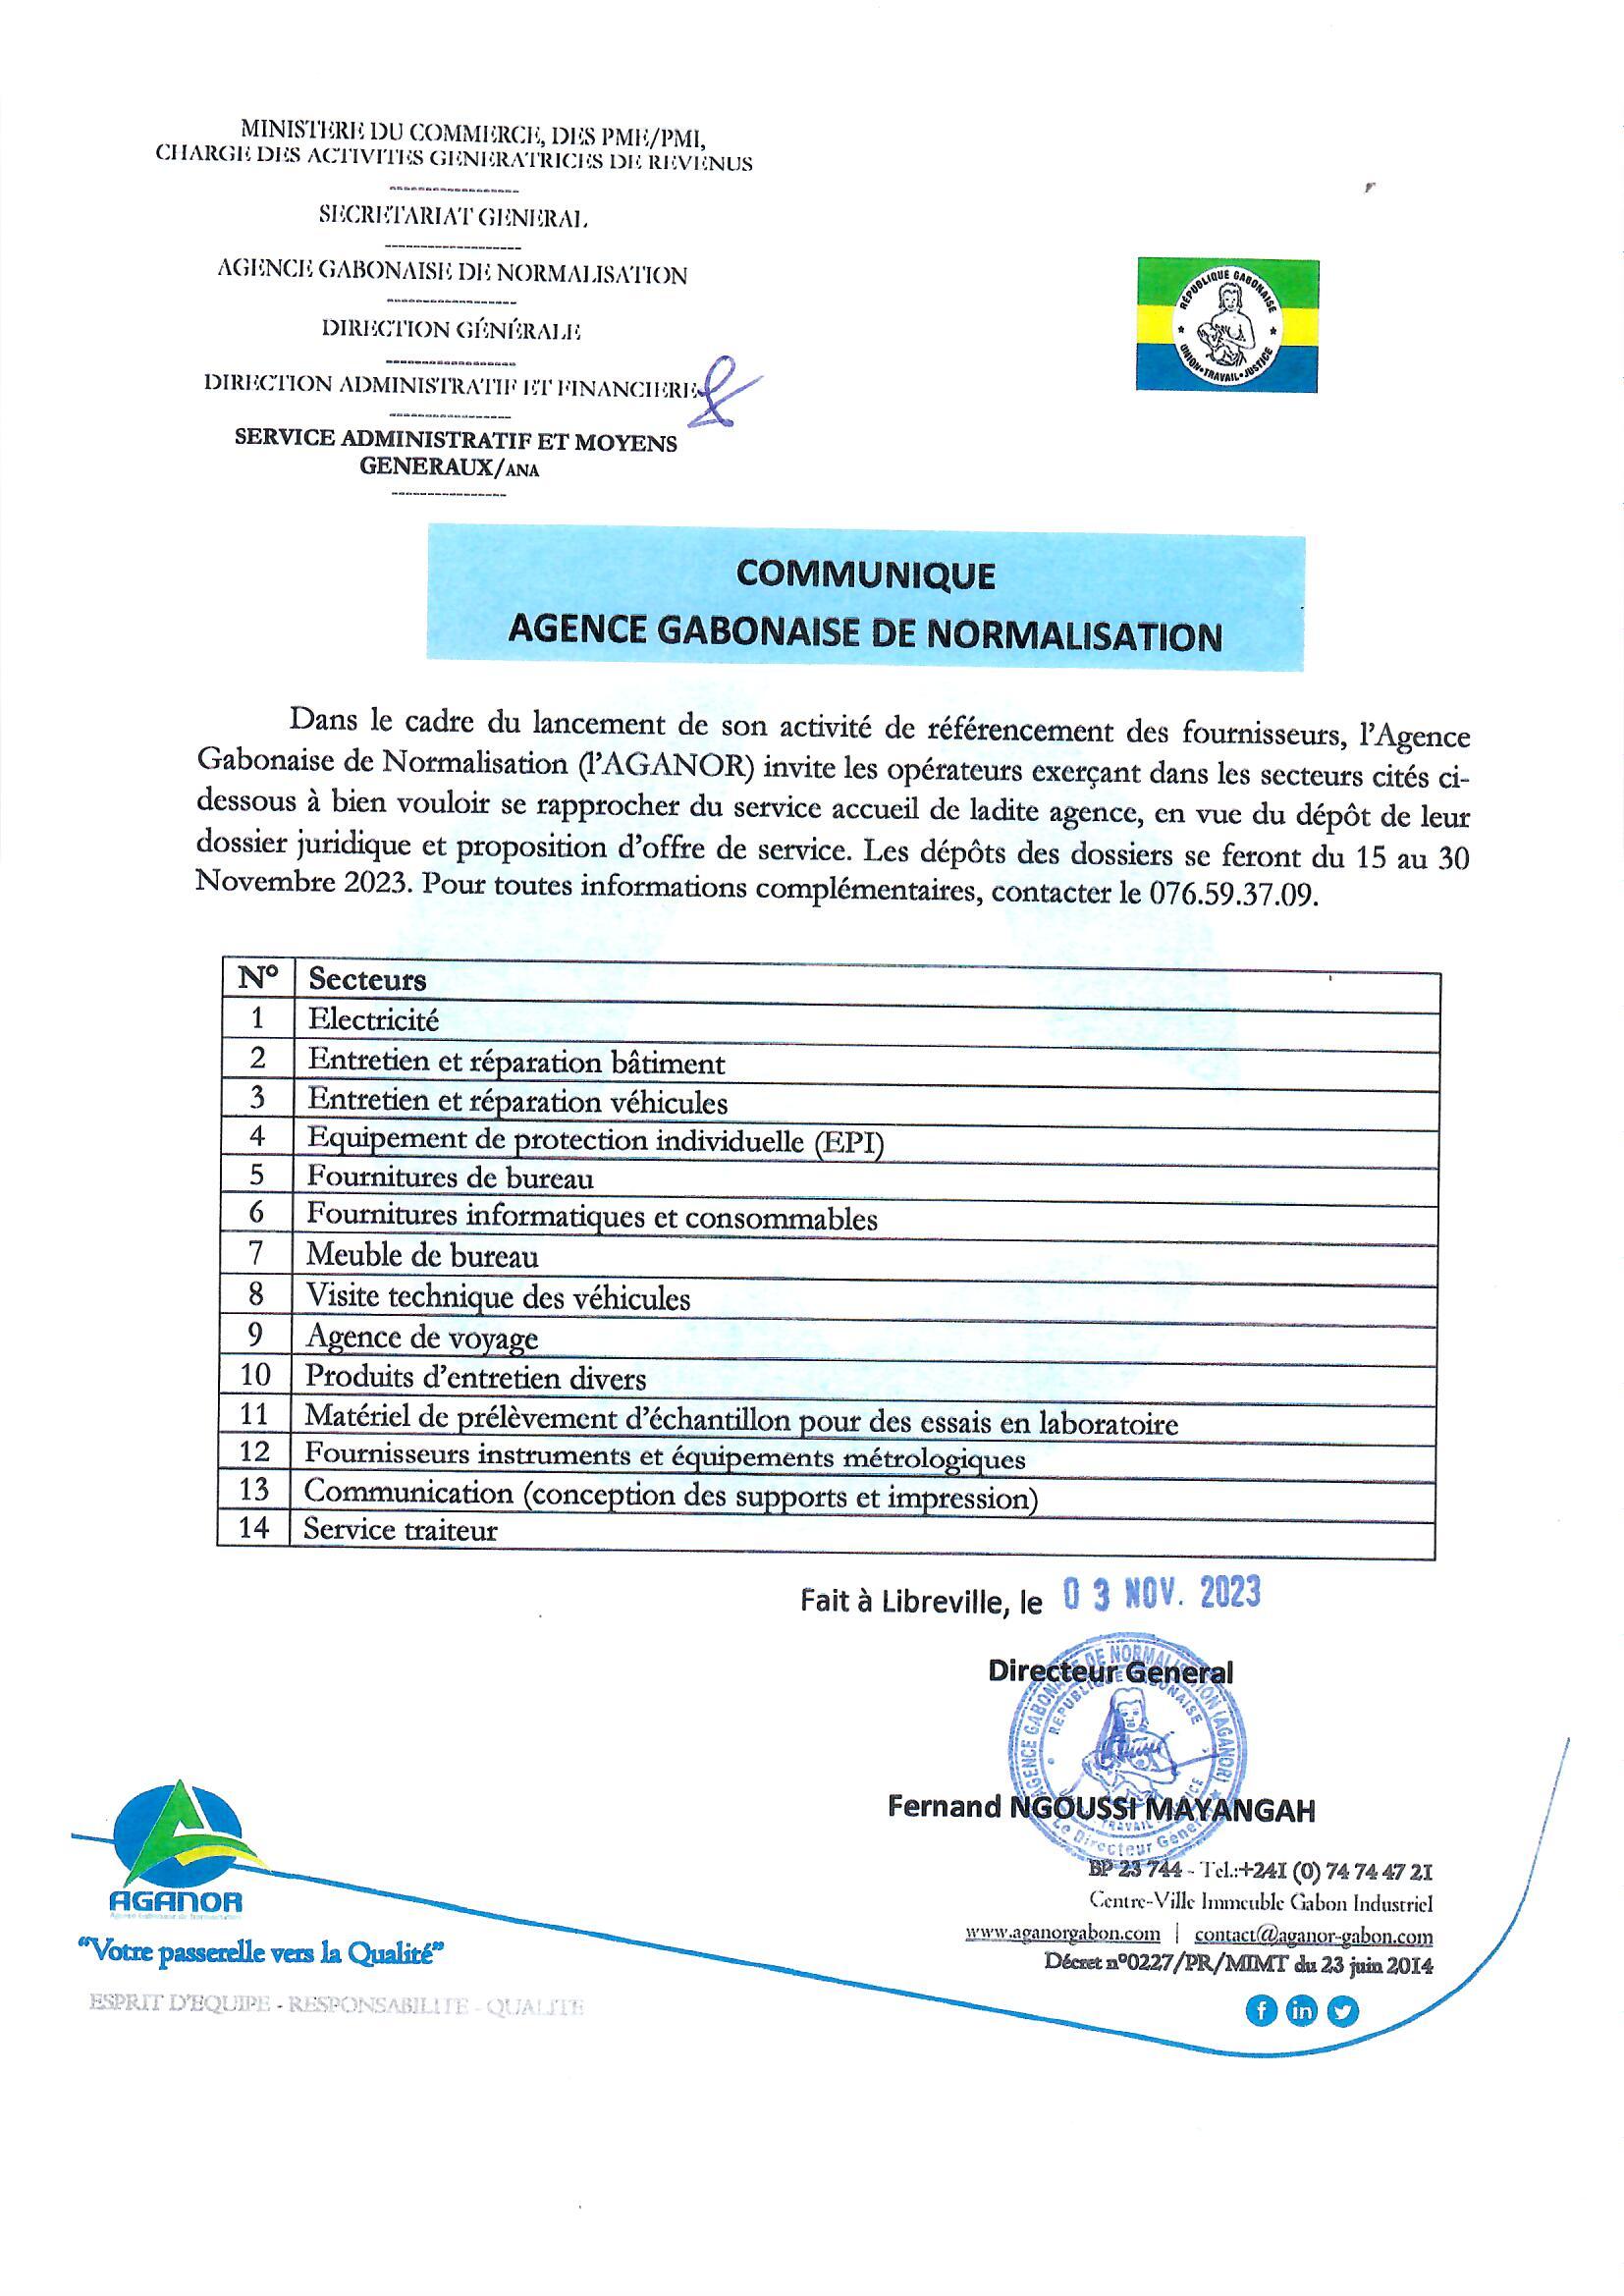 MINISTERE DU COMMERCE, DES PME/PMI,
CHARGE DES ACTIVITES GENERATRICES DE REVENUS
-------------------
SECRETARIAT GENERAL
-------------------
AGENCE GABONAISE DE NORMALISATION
-------------------
DIRECTION GÉNÉRALE
-------------------
DIRECTION ADMINISTRATIF ET FINANCIERE
-------------------
SERVICE ADMINISTRATIF ET MOYENS
GENERAUX/ANA
-------------------
RÉPUBLIQUE GABONAISE
UNION•TRAVAIL•JUSTICE
COMMUNIQUE
AGENCE GABONAISE DE NORMALISATION
Dans le cadre du lancement de son activité de référencement des fournisseurs, l'Agence
Gabonaise de Normalisation (l'AGANOR) invite les opérateurs exerçant dans les secteurs cités ci-
dessous à bien vouloir se rapprocher du service accueil de ladite agence, en vue du dépôt de leur
dossier juridique et proposition d'offre de service. Les dépôts des dossiers se feront du 15 au 30
Novembre 2023. Pour toutes informations complémentaires, contacter le 076.59.37.09.
N° Secteurs
1 Electricité
2 Entretien et réparation bâtiment
3 Entretien et réparation véhicules
4 Equipement de protection individuelle (EPI)
5 Fournitures de bureau
6 Fournitures informatiques et consommables
7 Meuble de bureau
8 Visite technique des véhicules
9 Agence de voyage
10 Produits d'entretien divers
11 Matériel de prélèvement d'échantillon pour des essais en laboratoire
12 Fournisseurs instruments et équipements métrologiques
13 Communication (conception des supports et impression)
14 Service traiteur
Fait à Libreville, le 03 NOV. 2023
Directeur General
AGENCE GABONAISE DE NORMALISATION (AGANOR)
REPUBLIQUE GABONAISE
TRAVAIL JUSTICE
Le Directeur Général
Fernand NGOUSSI MAYANGAH
BP 23 744 - Tel.:+241 (0) 74 74 47 21
Centre-Ville Immeuble Gabon Industriel
www.aganorgabon.com | contact@aganor-gabon.com
Décret n°0227/PR/MIMT du 23 juin 2014
AGANOR
Agence Gabonaise de Normalisation
“Votre passerelle vers la Qualité”
ESPRIT D'EQUIPE - RESPONSABILITE - QUALITE